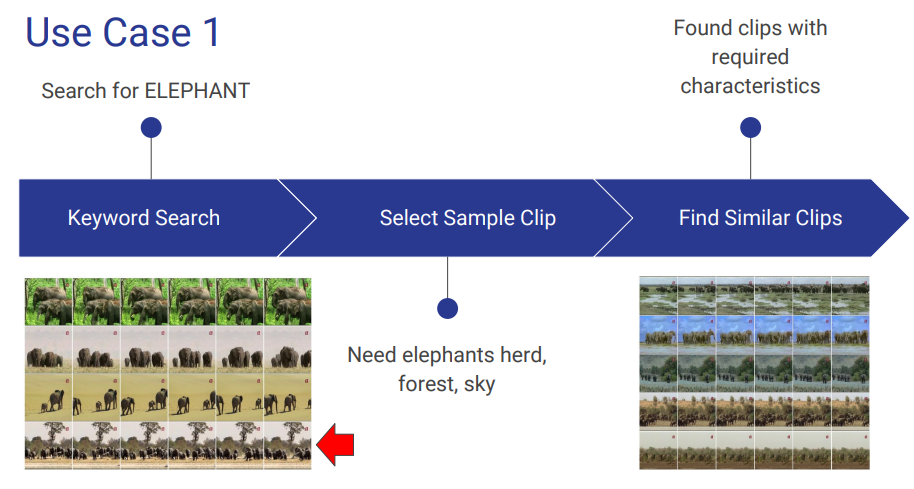 Use Case 1
Search for ELEPHANT
Found clips with
required
characteristics
Keyword Search
Select Sample Clip
Find Similar Clips
Need elephants herd,
forest, sky